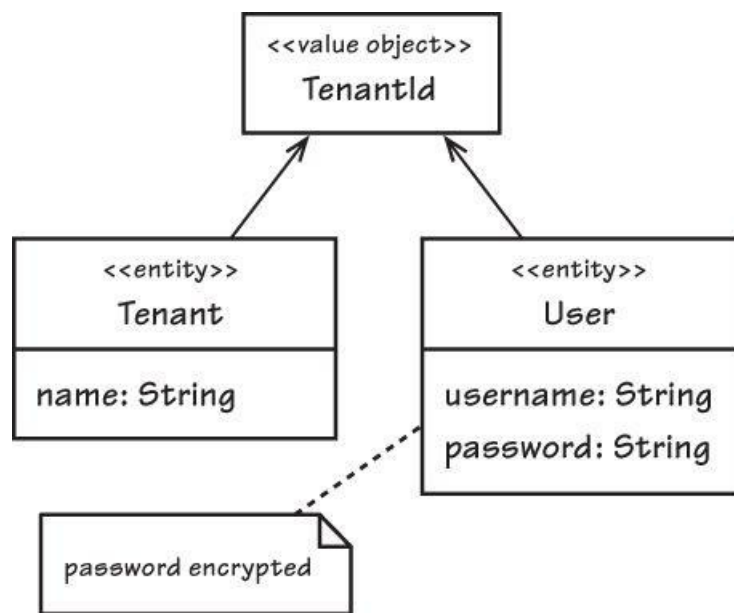 <<value object>>
TenantId
<<entity>>
Tenant
name: String
<<entity>>
User
username: String
password: String
password encrypted